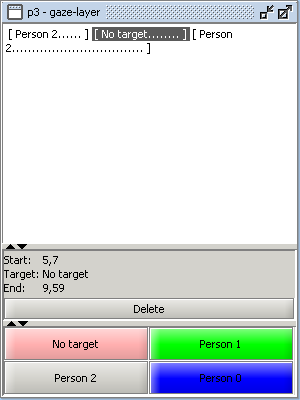 p3 - gaze-layer
[ Person 2...... ] [ No target........ ] [ Person
2................................. ]
Start: 5,7
Target: No target
End: 9,59
Delete
No target
Person 1
Person 2
Person 0